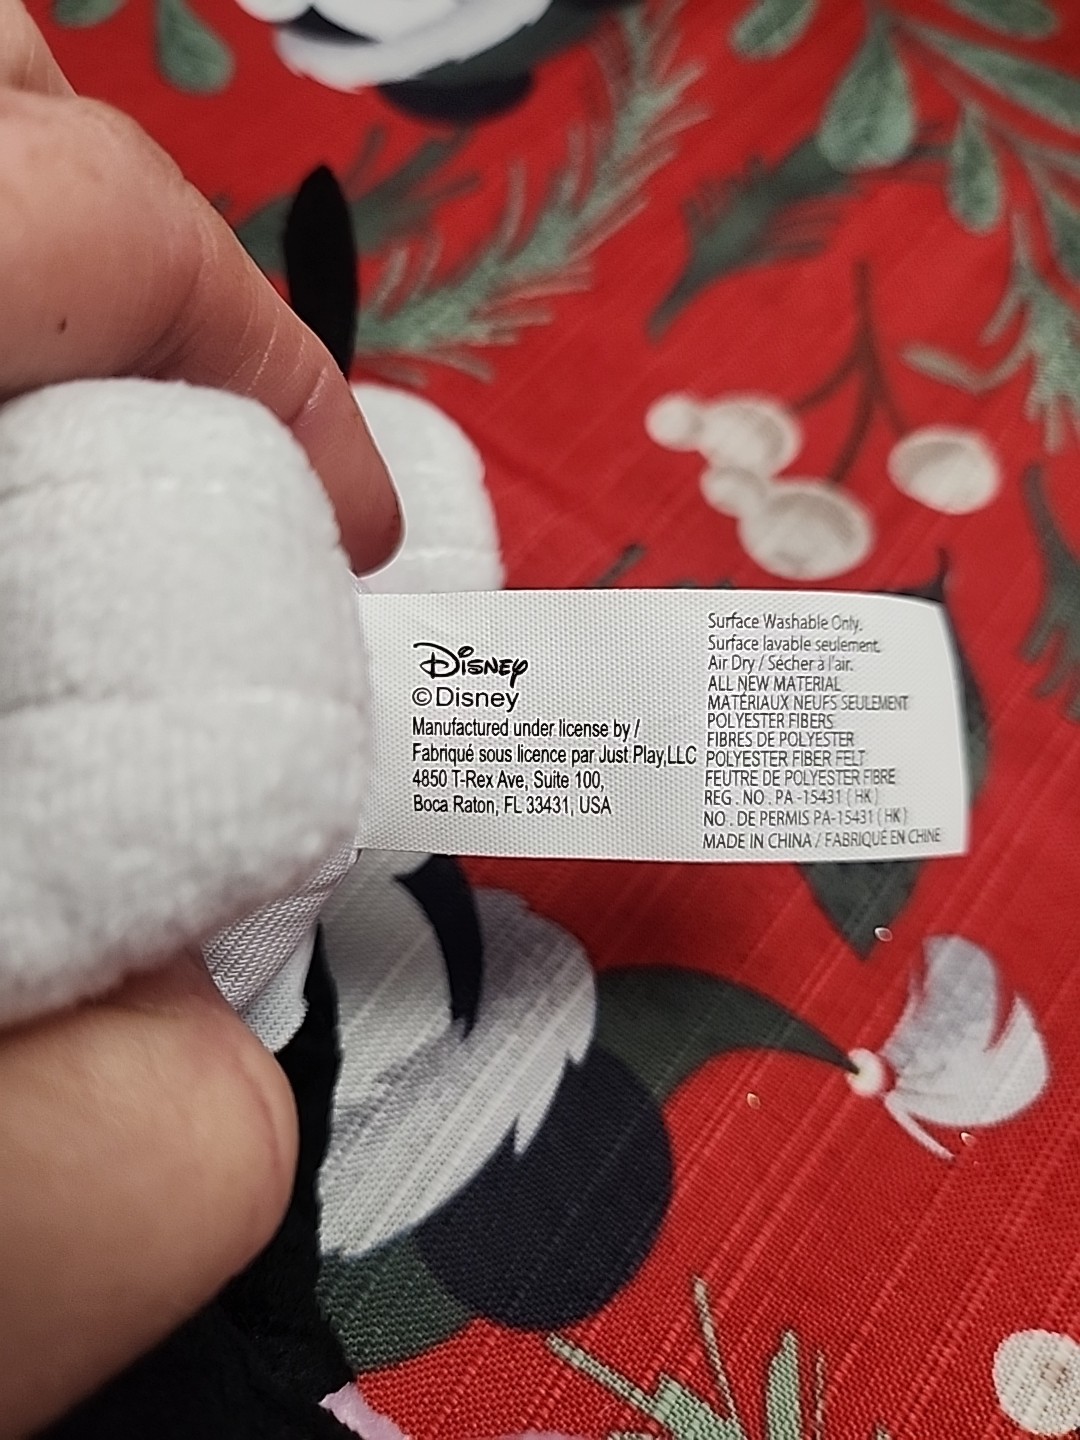 Disney
©Disney
Manufactured under license by /
Fabriqué sous licence par Just Play,LLC
4850 T-Rex Ave, Suite 100,
Boca Raton, FL 33431, USA
Surface Washable Only.
Surface lavable seulement.
Air Dry / Sécher à l'air.
ALL NEW MATERIAL
MATÉRIAUX NEUFS SEULEMENT
POLYESTER FIBERS
FIBRES DE POLYESTER
POLYESTER FIBER FELT
FEUTRE DE POLYESTER FIBRE
REG . NO . PA -15431 ( HK )
NO . DE PERMIS PA-15431 ( HK )
MADE IN CHINA / FABRIQUÉ EN CHINE